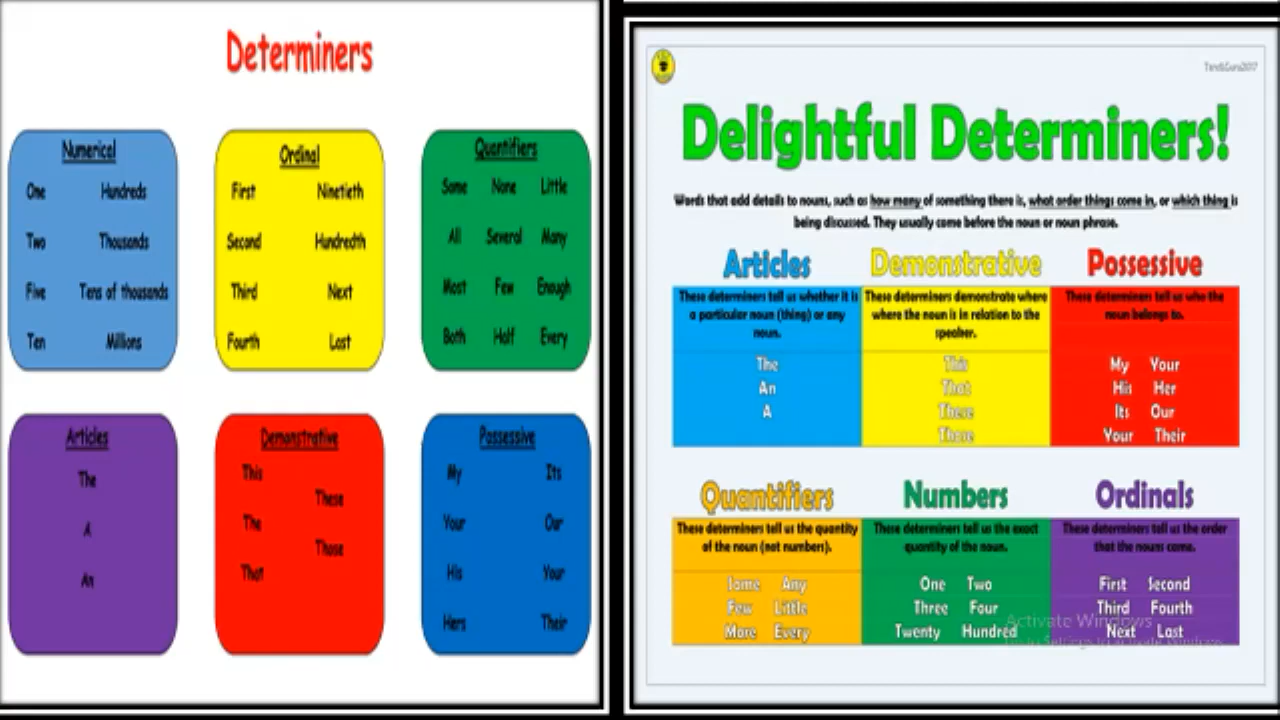 Determiners
Numerical
One Hundreds
Two Thousands
Five Tens of thousands
Ten Millions
Ordinal
First Ninetieth
Second Hundredth
Third Next
Fourth Last
Quantifiers
Some None Little
All Several Many
Most Few Enough
Both Half Every
Articles
The
A
An
Demonstrative
This
These
The
Those
That
Possessive
My Its
Your Our
His Your
Hers Their
Delightful Determiners!
Words that add details to nouns, such as how many of something there is, what order things come in, or which thing is
being discussed. They usually come before the noun or noun phrase.
Articles
These determiners tell us whether it is
a particular noun (thing) or any
noun.
The
An
A
Demonstrative
These determiners demonstrate where
where the noun is in relation to the
speaker.
This
That
These
Those
Possessive
These determiners tell us who the
noun belongs to.
My Your
His Her
Its Our
Your Their
Quantifiers
These determiners tell us the quantity
of the noun (not numbers).
Some Any
Few Little
More Every
Numbers
These determiners tell us the exact
quantity of the noun.
One Two
Three Four
Twenty Hundred
Ordinals
These determiners tell us the order
that the nouns come.
First Second
Third Fourth
Next Last
Activate Windows
Go to Settings to activate Windows.